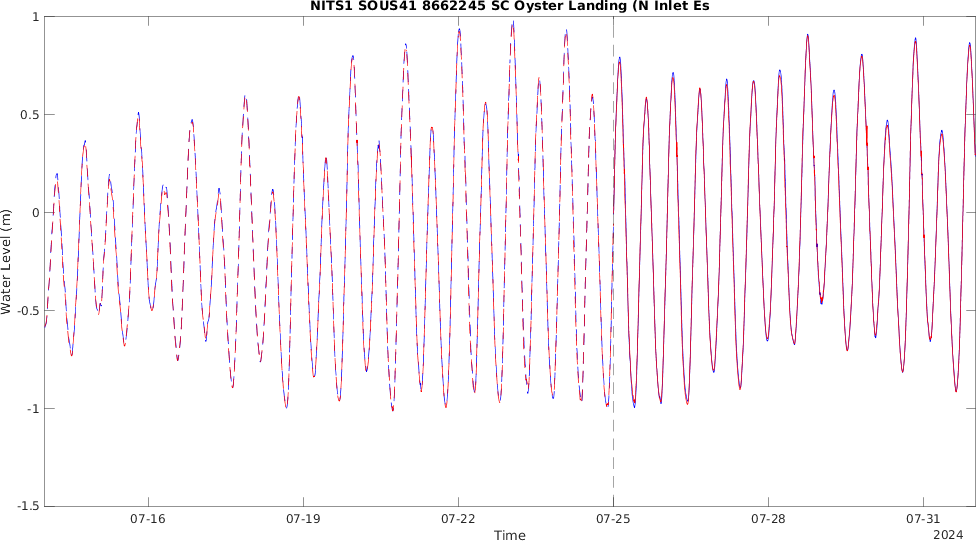 NITS1 SOUS41 8662245 SC Oyster Landing (N Inlet Es
1
0.5
0
-0.5
-1
-1.5
Water Level (m)
07-16 07-19 07-22 07-25 07-28 07-31
Time
2024